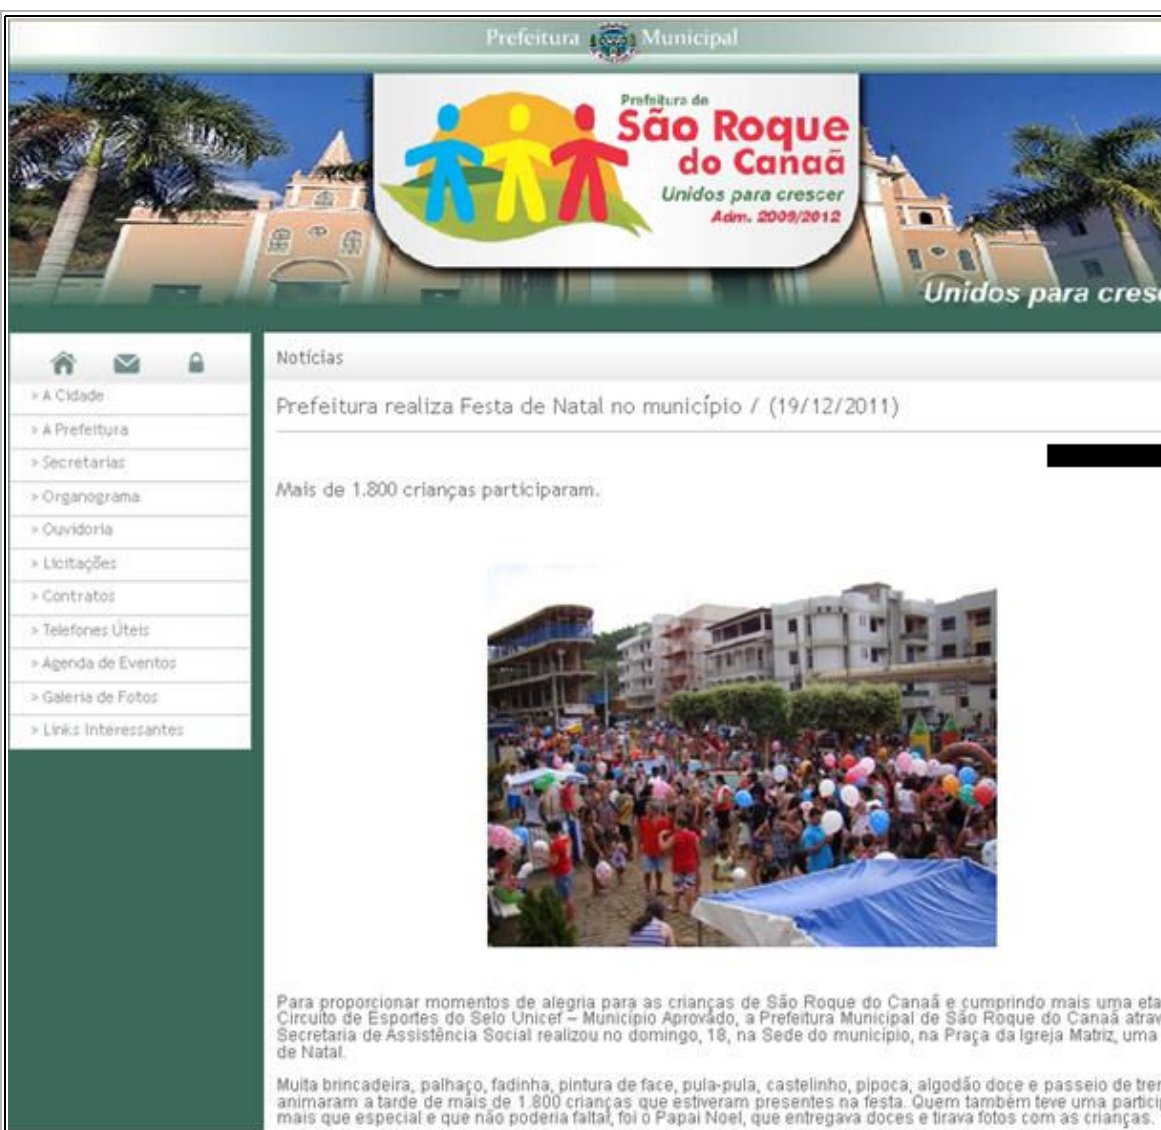 Prefeitura Municipal
Prefeitura de
São Roque
do Canaã
Unidos para crescer
Adm. 2009/2012
Unidos para cresc
» A Cidade
» A Prefeitura
» Secretarias
» Organograma
» Ouvidoria
» Licitações
» Contratos
» Telefones Úteis
» Agenda de Eventos
» Galeria de Fotos
» Links Interessantes
Notícias
Prefeitura realiza Festa de Natal no município / (19/12/2011)
Mais de 1.800 crianças participaram.
Para proporcionar momentos de alegria para as crianças de São Roque do Canaã e cumprindo mais uma eta
Circuito de Esportes do Selo Unicef – Município Aprovado, a Prefeitura Municipal de São Roque do Canaã atrav
Secretaria de Assistência Social realizou no domingo, 18, na Sede do município, na Praça da Igreja Matriz, uma
de Natal.
Muita brincadeira, palhaço, fadinha, pintura de face, pula-pula, castelinho, pipoca, algodão doce e passeio de tren
animaram a tarde de mais de 1.800 crianças que estiveram presentes na festa. Quem também teve uma particip
mais que especial e que não poderia faltar, foi o Papai Noel, que entregava doces e tirava fotos com as crianças.